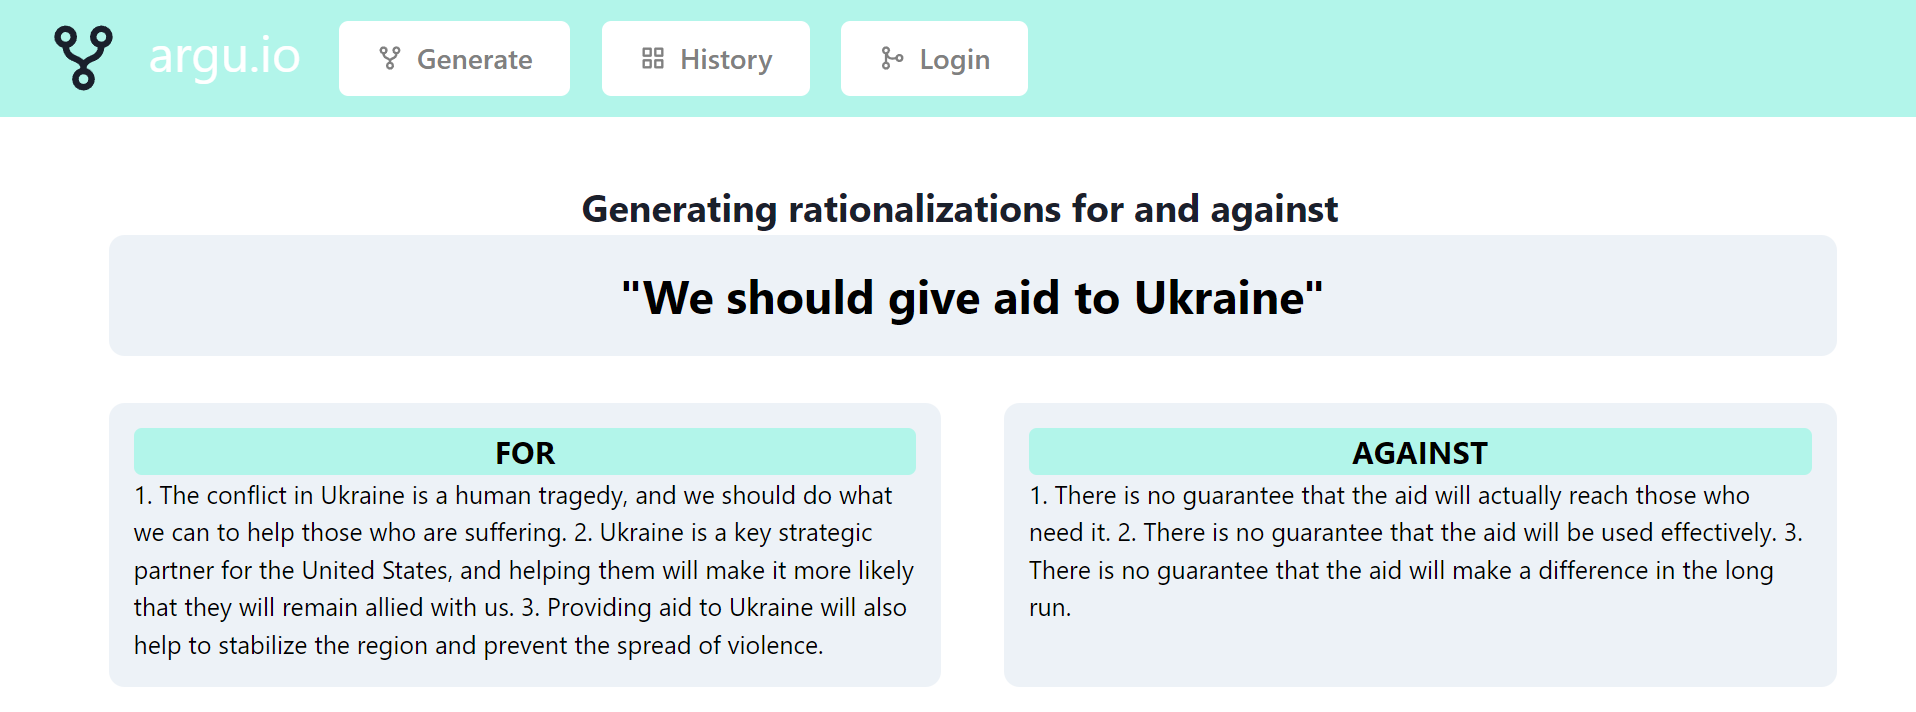 argu.io
Generate
History
Login
Generating rationalizations for and against
"We should give aid to Ukraine"
FOR
1. The conflict in Ukraine is a human tragedy, and we should do what
we can to help those who are suffering. 2. Ukraine is a key strategic
partner for the United States, and helping them will make it more likely
that they will remain allied with us. 3. Providing aid to Ukraine will also
help to stabilize the region and prevent the spread of violence.
AGAINST
1. There is no guarantee that the aid will actually reach those who
need it. 2. There is no guarantee that the aid will be used effectively. 3.
There is no guarantee that the aid will make a difference in the long
run.